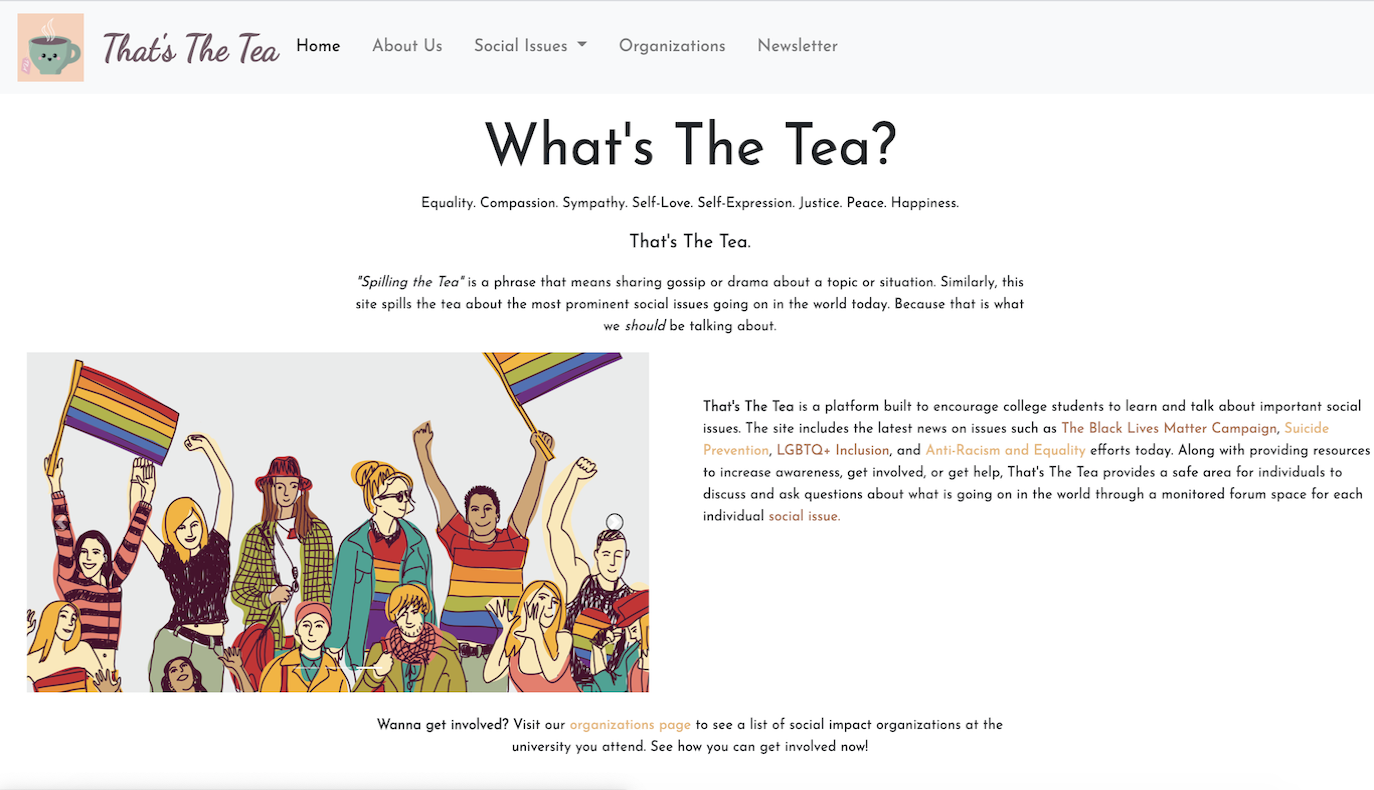 That's The Tea
Home
About Us
Social Issues
Organizations
Newsletter
What's The Tea?
Equality. Compassion. Sympathy. Self-Love. Self-Expression. Justice. Peace. Happiness.
That's The Tea.
"Spilling the Tea" is a phrase that means sharing gossip or drama about a topic or situation. Similarly, this
site spills the tea about the most prominent social issues going on in the world today. Because that is what
we should be talking about.
That's The Tea is a platform built to encourage college students to learn and talk about important social
issues. The site includes the latest news on issues such as The Black Lives Matter Campaign, Suicide
Prevention, LGBTQ+ Inclusion, and Anti-Racism and Equality efforts today. Along with providing resources
to increase awareness, get involved, or get help, That's The Tea provides a safe area for individuals to
discuss and ask questions about what is going on in the world through a monitored forum space for each
individual social issue.
Wanna get involved? Visit our organizations page to see a list of social impact organizations at the
university you attend. See how you can get involved now!